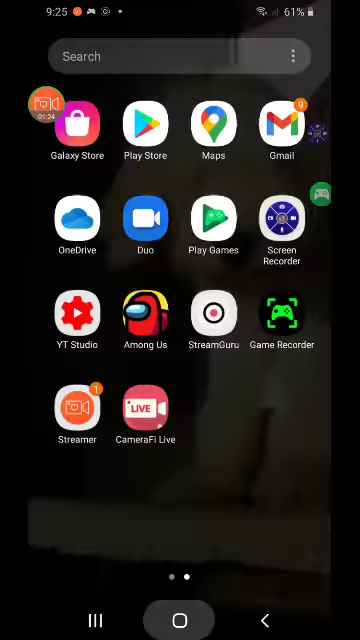 9:25
61%
Search
01:24
Galaxy Store
Play Store
Maps
9
Gmail
OneDrive
Duo
Play Games
Screen
Recorder
YT Studio
Among Us
StreamGuru
Game Recorder
1
Streamer
LIVE
CameraFi Live